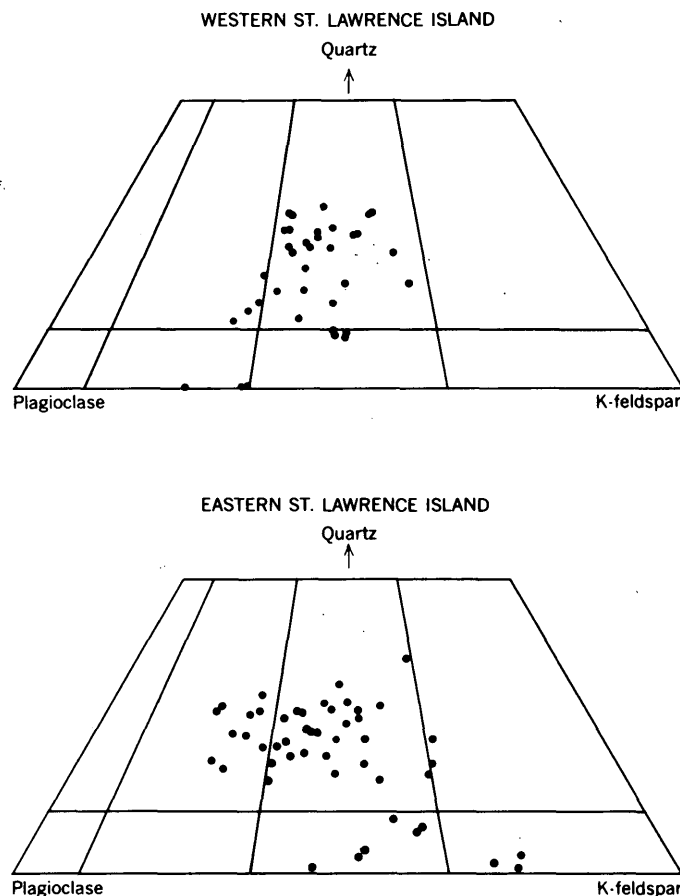 WESTERN ST. LAWRENCE ISLAND
Quartz
Plagioclase
K-feldspar
EASTERN ST. LAWRENCE ISLAND
Quartz
Plagioclase
K-feldspar